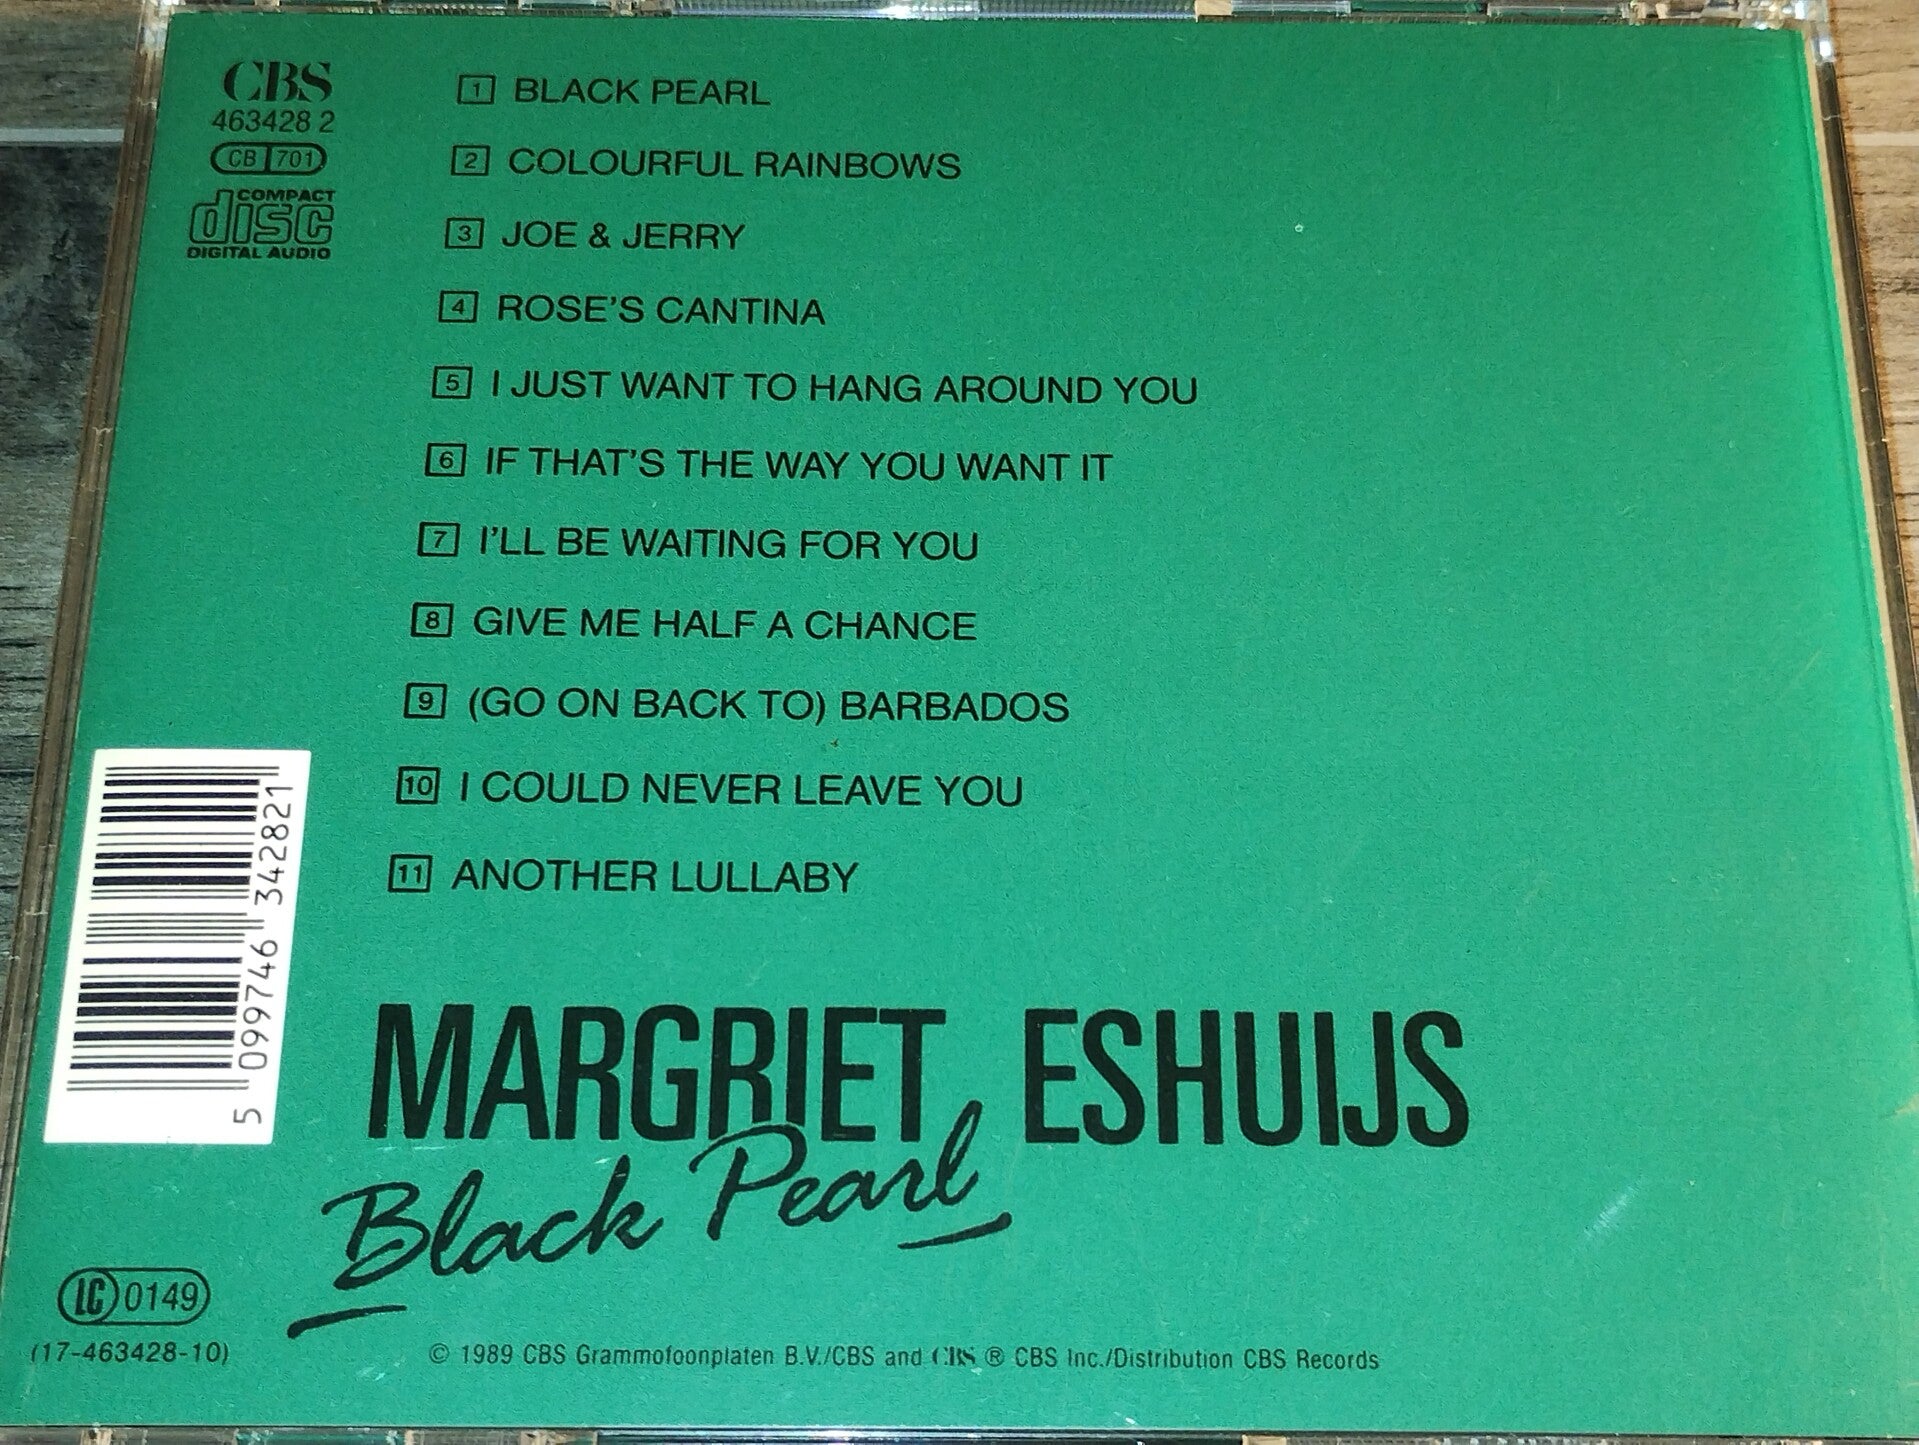 CBS
463428 2
CB 701
COMPACT
disc
DIGITAL AUDIO
1 BLACK PEARL
2 COLOURFUL RAINBOWS
3 JOE & JERRY
4 ROSE'S CANTINA
5 I JUST WANT TO HANG AROUND YOU
6 IF THAT'S THE WAY YOU WANT IT
7 I'LL BE WAITING FOR YOU
8 GIVE ME HALF A CHANCE
9 (GO ON BACK TO) BARBADOS
10 I COULD NEVER LEAVE YOU
11 ANOTHER LULLABY
5 099746 342821
MARGRIET ESHUIJS
Black Pearl
LC 0149
(17-463428-10)
© 1989 CBS Grammofoonplaten B.V./CBS and CBS ® CBS Inc./Distribution CBS Records